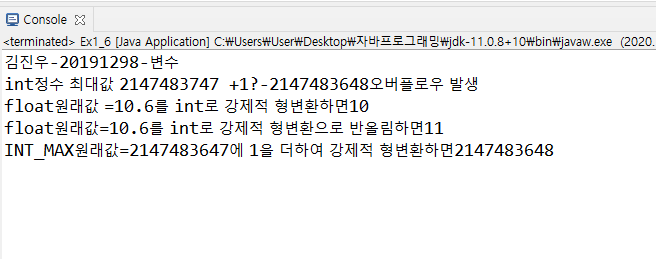 Console
<terminated> Ex1_6 [Java Application] C:₩Users₩User₩Desktop₩자바프로그래밍₩jdk-11.0.8+10₩bin₩javaw.exe (2020.
김진우-20191298-변수
int정수 최대값 2147483747 +1?-2147483648오버플로우 발생
float원래값 =10.6를 int로 강제적 형변환하면10
float원래값=10.6를 int로 강제적 형변환으로 반올림하면11
INT_MAX원래값=2147483647에 1을 더하여 강제적 형변환하면2147483648